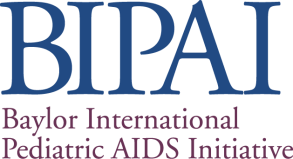 BIPAI
Baylor International
Pediatric AIDS Initiative